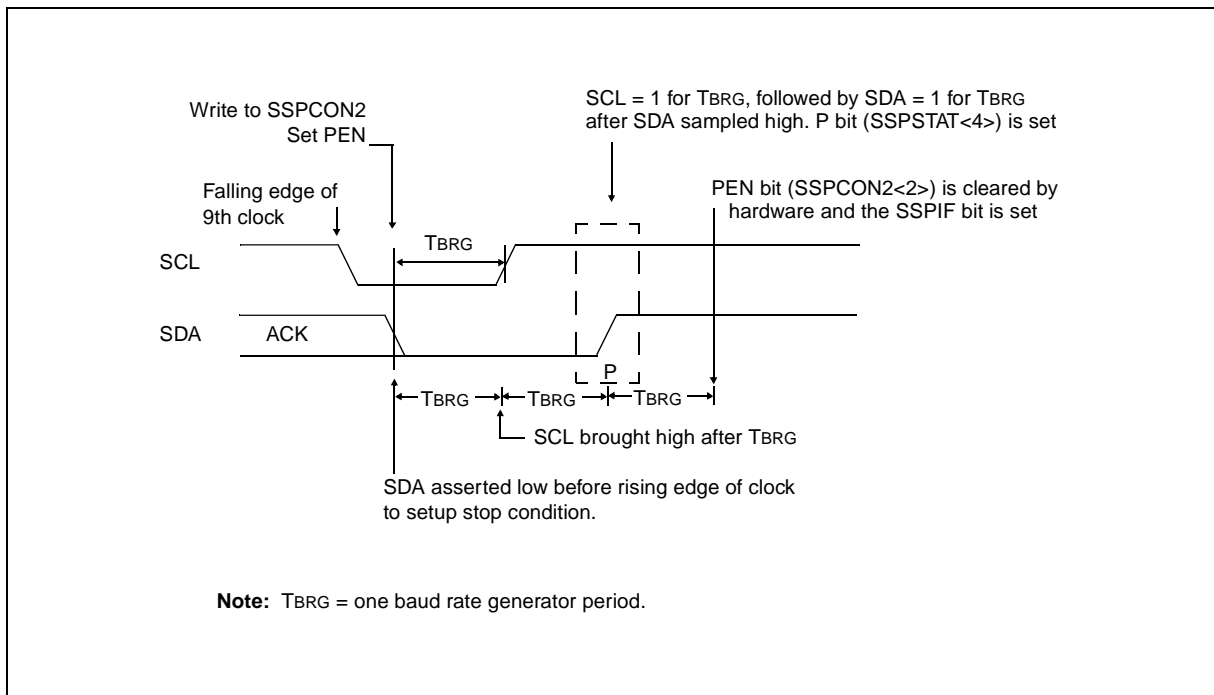 Write to SSPCON2
Set PEN
SCL = 1 for TBRG, followed by SDA = 1 for TBRG
after SDA sampled high. P bit (SSPSTAT<4>) is set
Falling edge of
9th clock
PEN bit (SSPCON2<2>) is cleared by
hardware and the SSPIF bit is set
TBRG
SCL
SDA
ACK
P
TBRG
TBRG
TBRG
SCL brought high after TBRG
SDA asserted low before rising edge of clock
to setup stop condition.
Note: TBRG = one baud rate generator period.